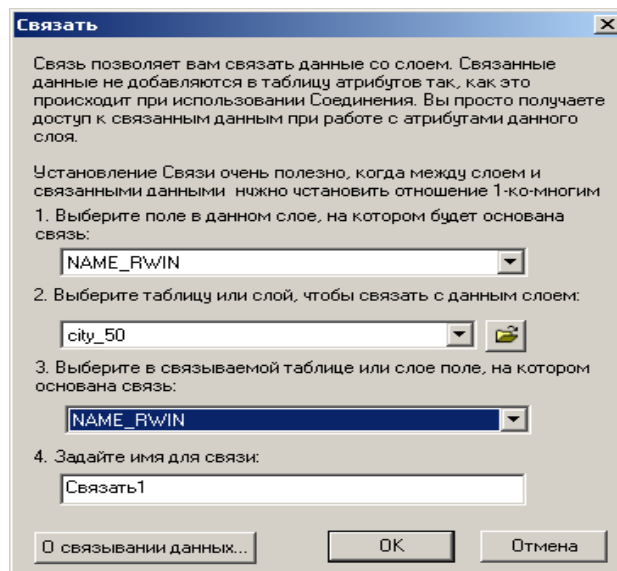 Связать
Связь позволяет вам связать данные со слоем. Связанные
данные не добавляются в таблицу атрибутов так, как это
происходит при использовании Соединения. Вы просто получаете
доступ к связанным данным при работе с атрибутами данного
слоя.
Установление Связи очень полезно, когда между слоем и
связанными данными нужно установить отношение 1-ко-многим
1. Выберите поле в данном слое, на котором будет основана
связь:
NAME_RWIN
2. Выберите таблицу или слой, чтобы связать с данным слоем:
city_50
3. Выберите в связываемой таблице или слое поле, на котором
основана связь:
NAME_RWIN
4. Задайте имя для связи:
Связать1
О связывании данных...
OK
Отмена